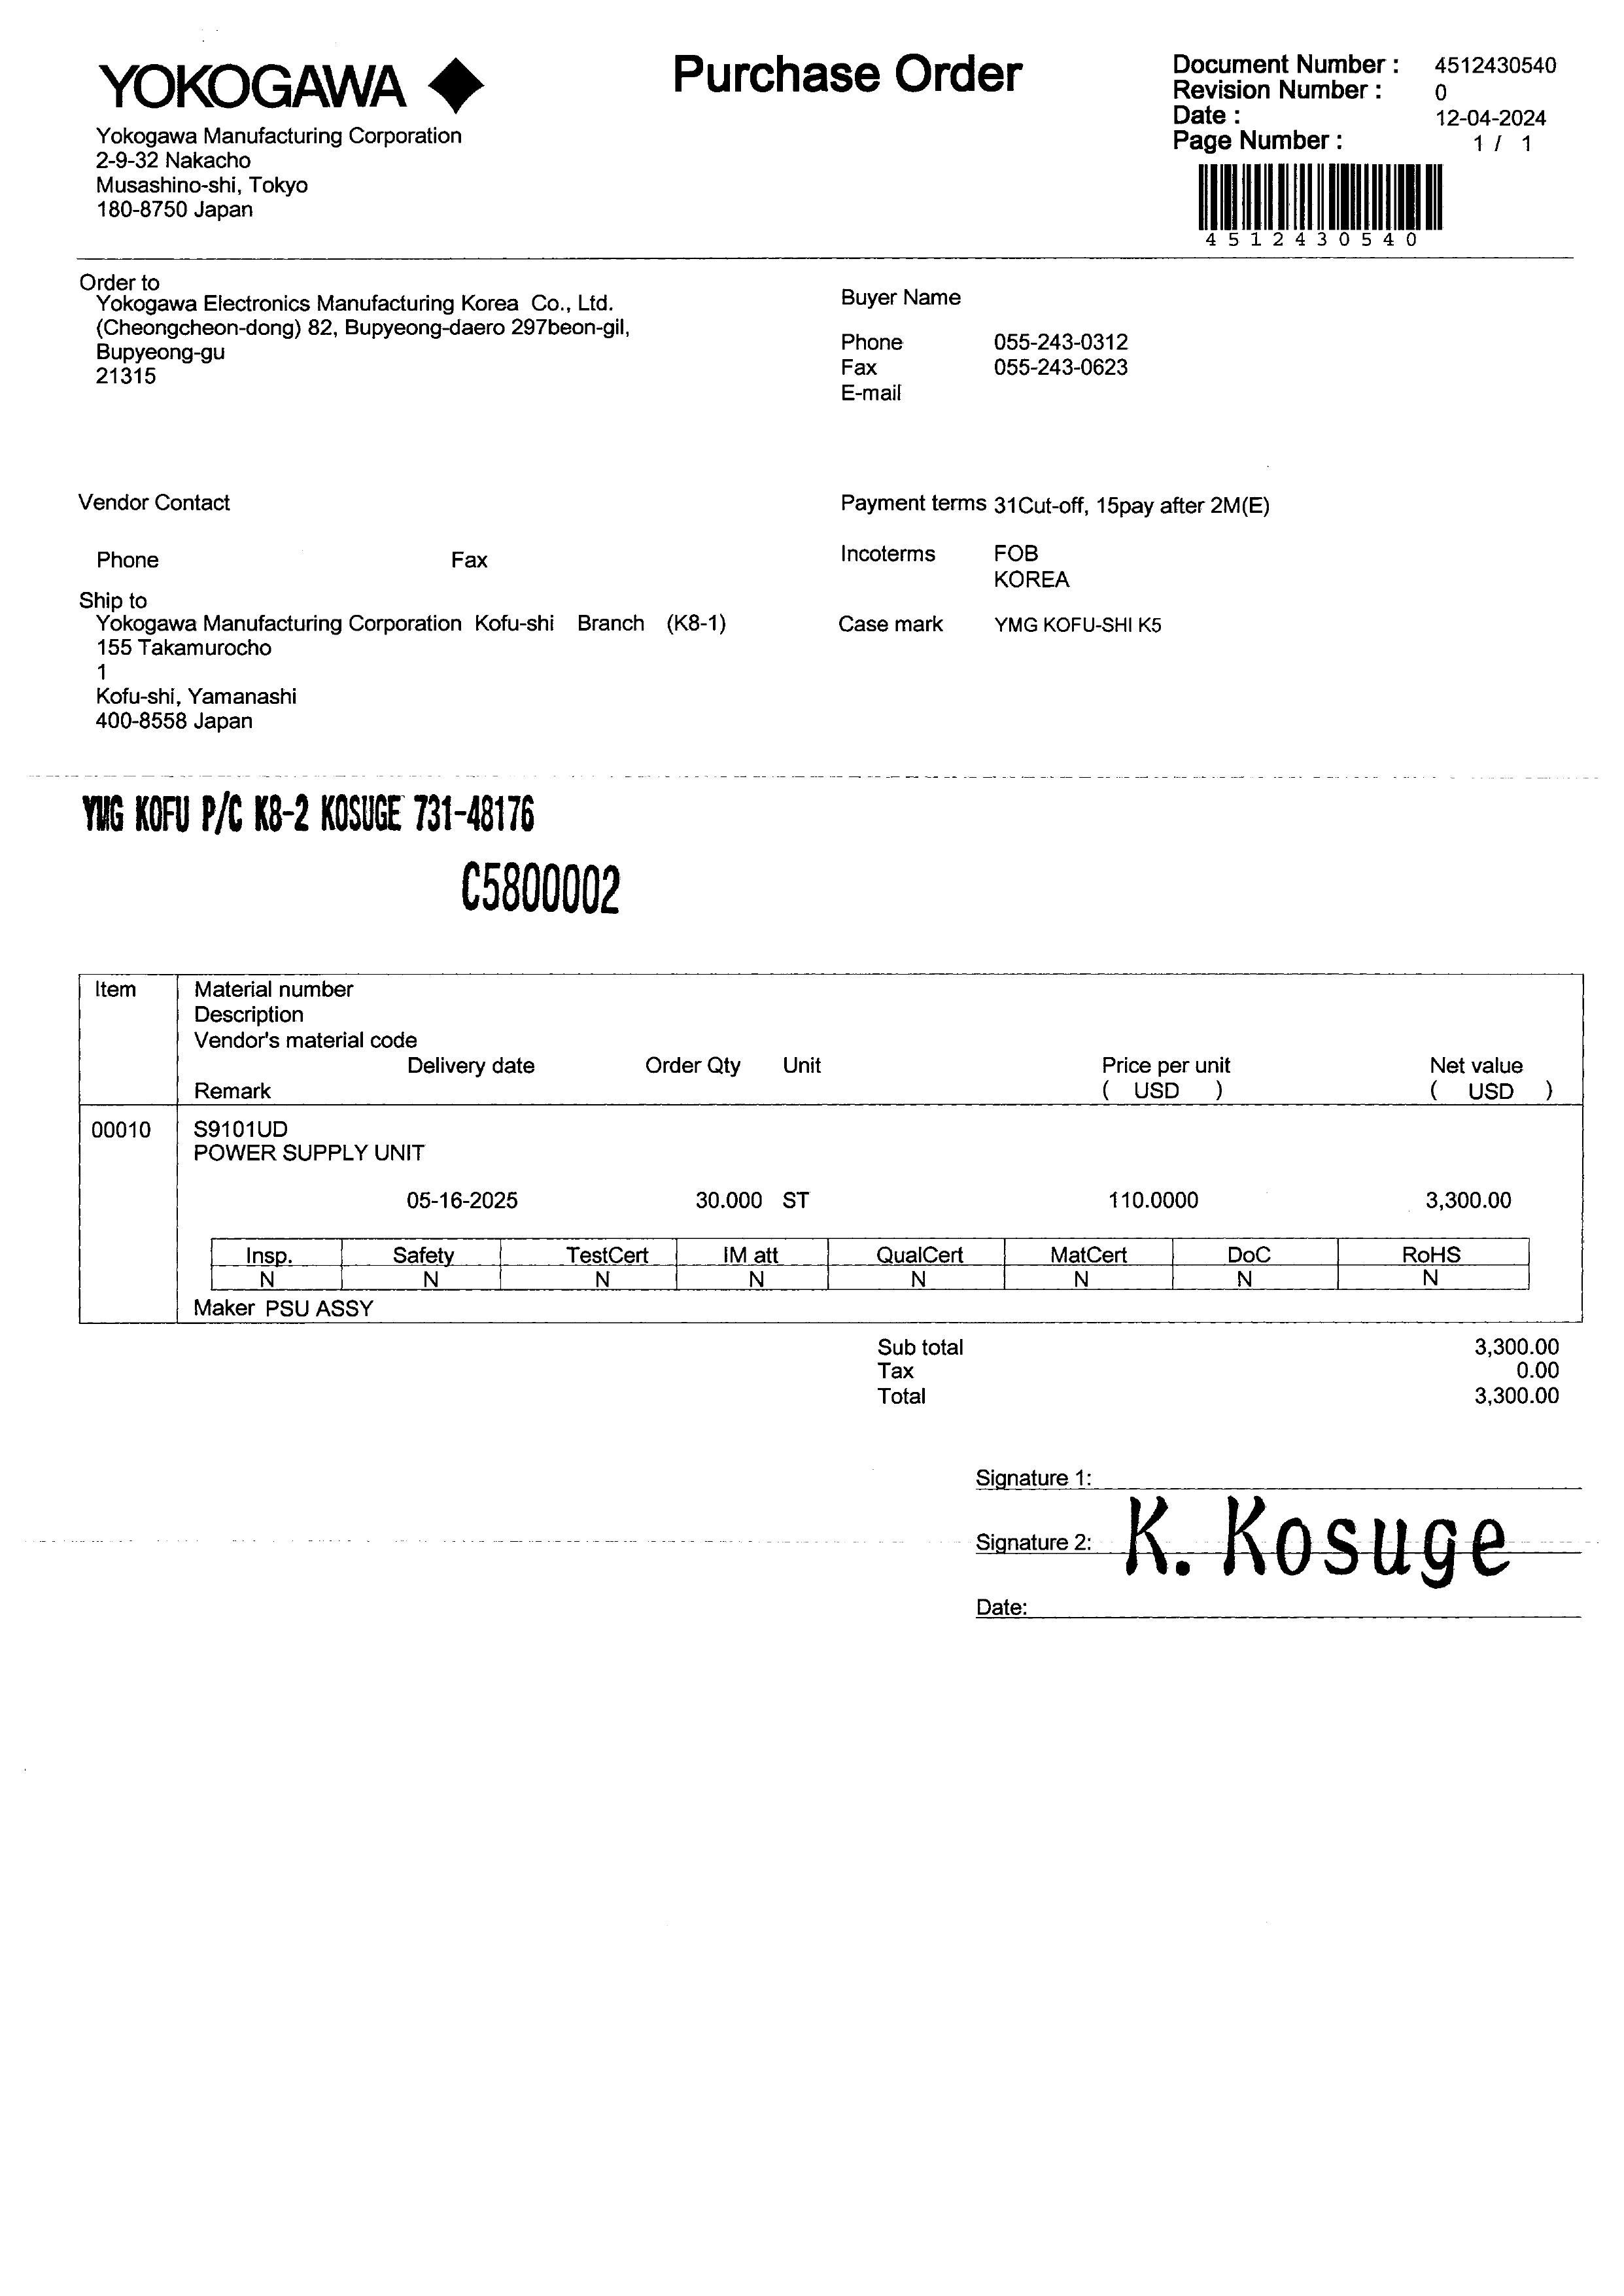 YOKOGAWA
Purchase Order
Document Number : 4512430540
Revision Number : 0
Date : 12-04-2024
Page Number : 1 / 1
4512430540
Yokogawa Manufacturing Corporation
2-9-32 Nakacho
Musashino-shi, Tokyo
180-8750 Japan
Order to
Yokogawa Electronics Manufacturing Korea Co., Ltd.
(Cheongcheon-dong) 82, Bupyeong-daero 297beon-gil,
Bupyeong-gu
21315
Buyer Name
Phone 055-243-0312
Fax 055-243-0623
E-mail
Vendor Contact
Phone Fax
Payment terms 31Cut-off, 15pay after 2M(E)
Incoterms FOB
KOREA
Case mark YMG KOFU-SHI K5
Ship to
Yokogawa Manufacturing Corporation Kofu-shi Branch (K8-1)
155 Takamurocho
1
Kofu-shi, Yamanashi
400-8558 Japan
YMG KOFU P/C K8-2 KOSUGE 731-48176
C5800002
Item Material number
Description
Vendor's material code
Delivery date Order Qty Unit Price per unit Net value
Remark ( USD ) ( USD )
00010 S9101UD
POWER SUPPLY UNIT
05-16-2025 30.000 ST 110.0000 3,300.00
Insp. Safety TestCert IM att QualCert MatCert DoC RoHS
N N N N N N N N
Maker PSU ASSY
Sub total 3,300.00
Tax 0.00
Total 3,300.00
Signature 1:
Signature 2: K. Kosuge
Date: